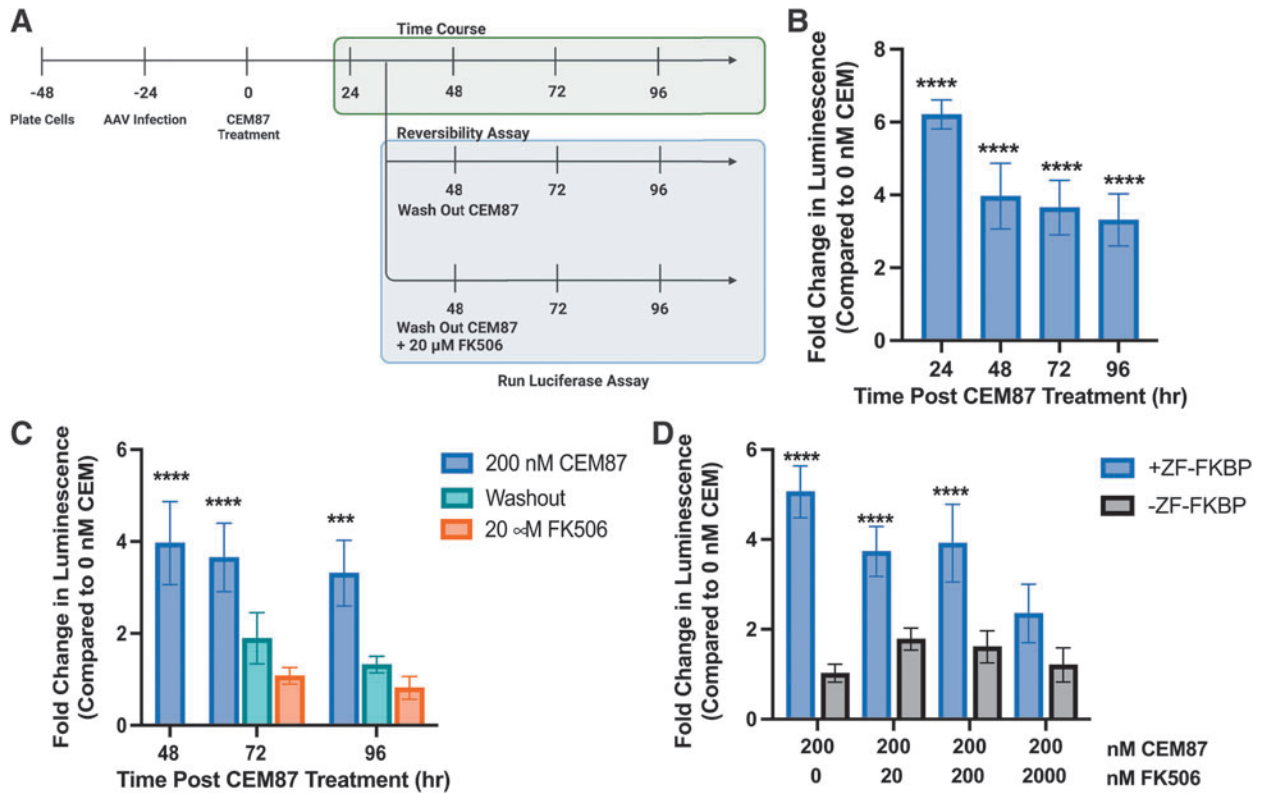 A
Time Course
-48
-24
0
24
48
72
96
Plate Cells
AAV Infection
CEM87
Treatment
Reversibility Assay
48
72
96
Wash Out CEM87
48
72
96
Wash Out CEM87
+ 20 μM FK506
Run Luciferase Assay
B
Fold Change in Luminescence
(Compared to 0 nM CEM)
8
6
4
2
0
****
****
****
****
24
48
72
96
Time Post CEM87 Treatment (hr)
C
Fold Change in Luminescence
(Compared to 0 nM CEM)
6
4
2
0
****
****
***
48
72
96
Time Post CEM87 Treatment (hr)
200 nM CEM87
Washout
20 ∝M FK506
D
Fold Change in Luminescence
(Compared to 0 nM CEM)
6
4
2
0
****
****
****
200 200 200 200 nM CEM87
0 20 200 2000 nM FK506
+ZF-FKBP
-ZF-FKBP